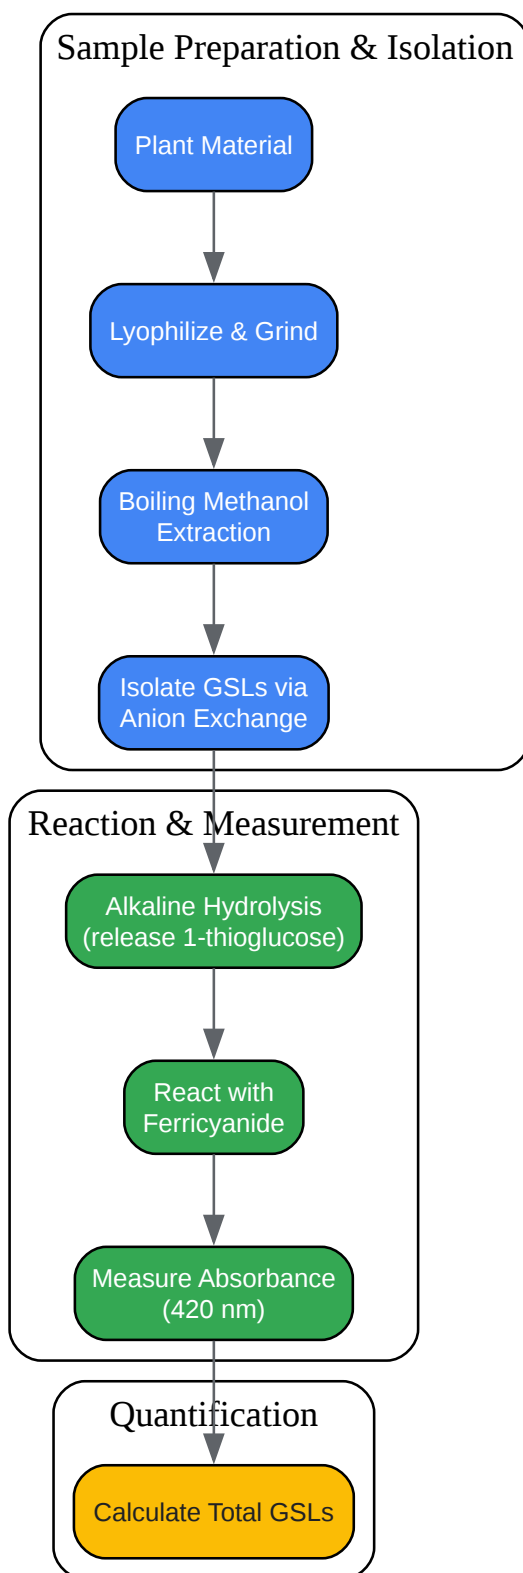 Sample Preparation & Isolation
Plant Material
Lyophilize & Grind
Boiling Methanol
Extraction
Isolate GSLs via
Anion Exchange
Reaction & Measurement
Alkaline Hydrolysis
(release 1-thioglucose)
React with
Ferricyanide
Measure Absorbance
(420 nm)
Quantification
Calculate Total GSLs